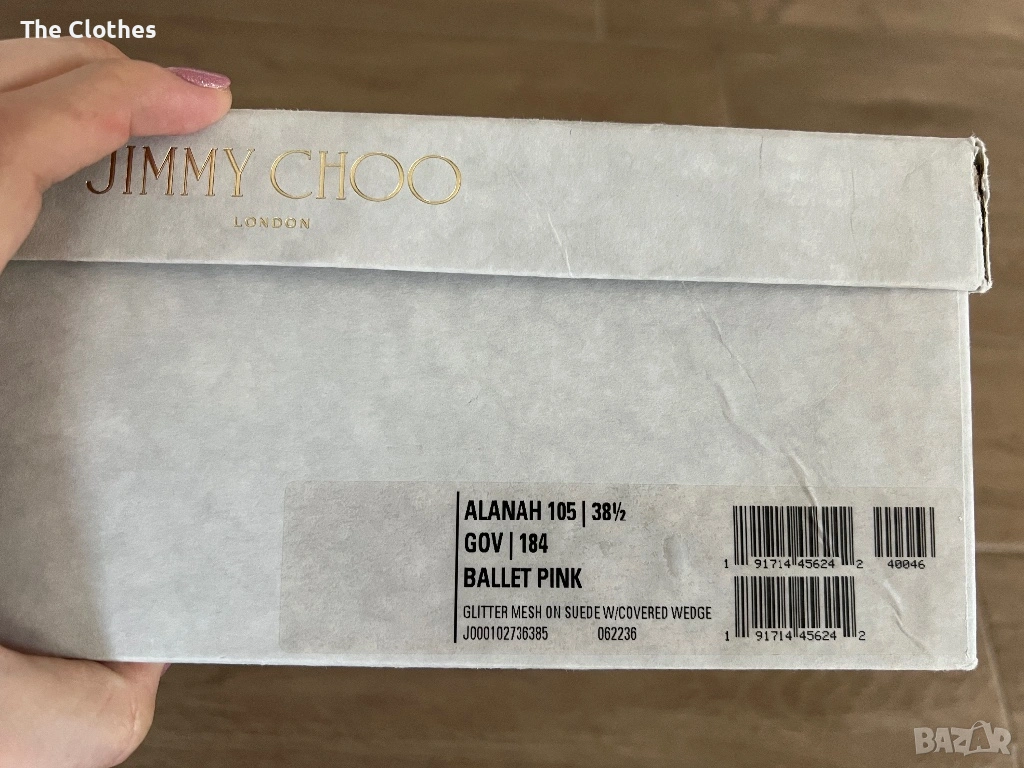 The Clothes
JIMMY CHOO
LONDON
ALANAH 105 | 38½
GOV | 184
BALLET PINK
GLITTER MESH ON SUEDE W/COVERED WEDGE
J000102736385 062236
1 91714 45624 2
40046
1 91714 45624 2
BAZAR